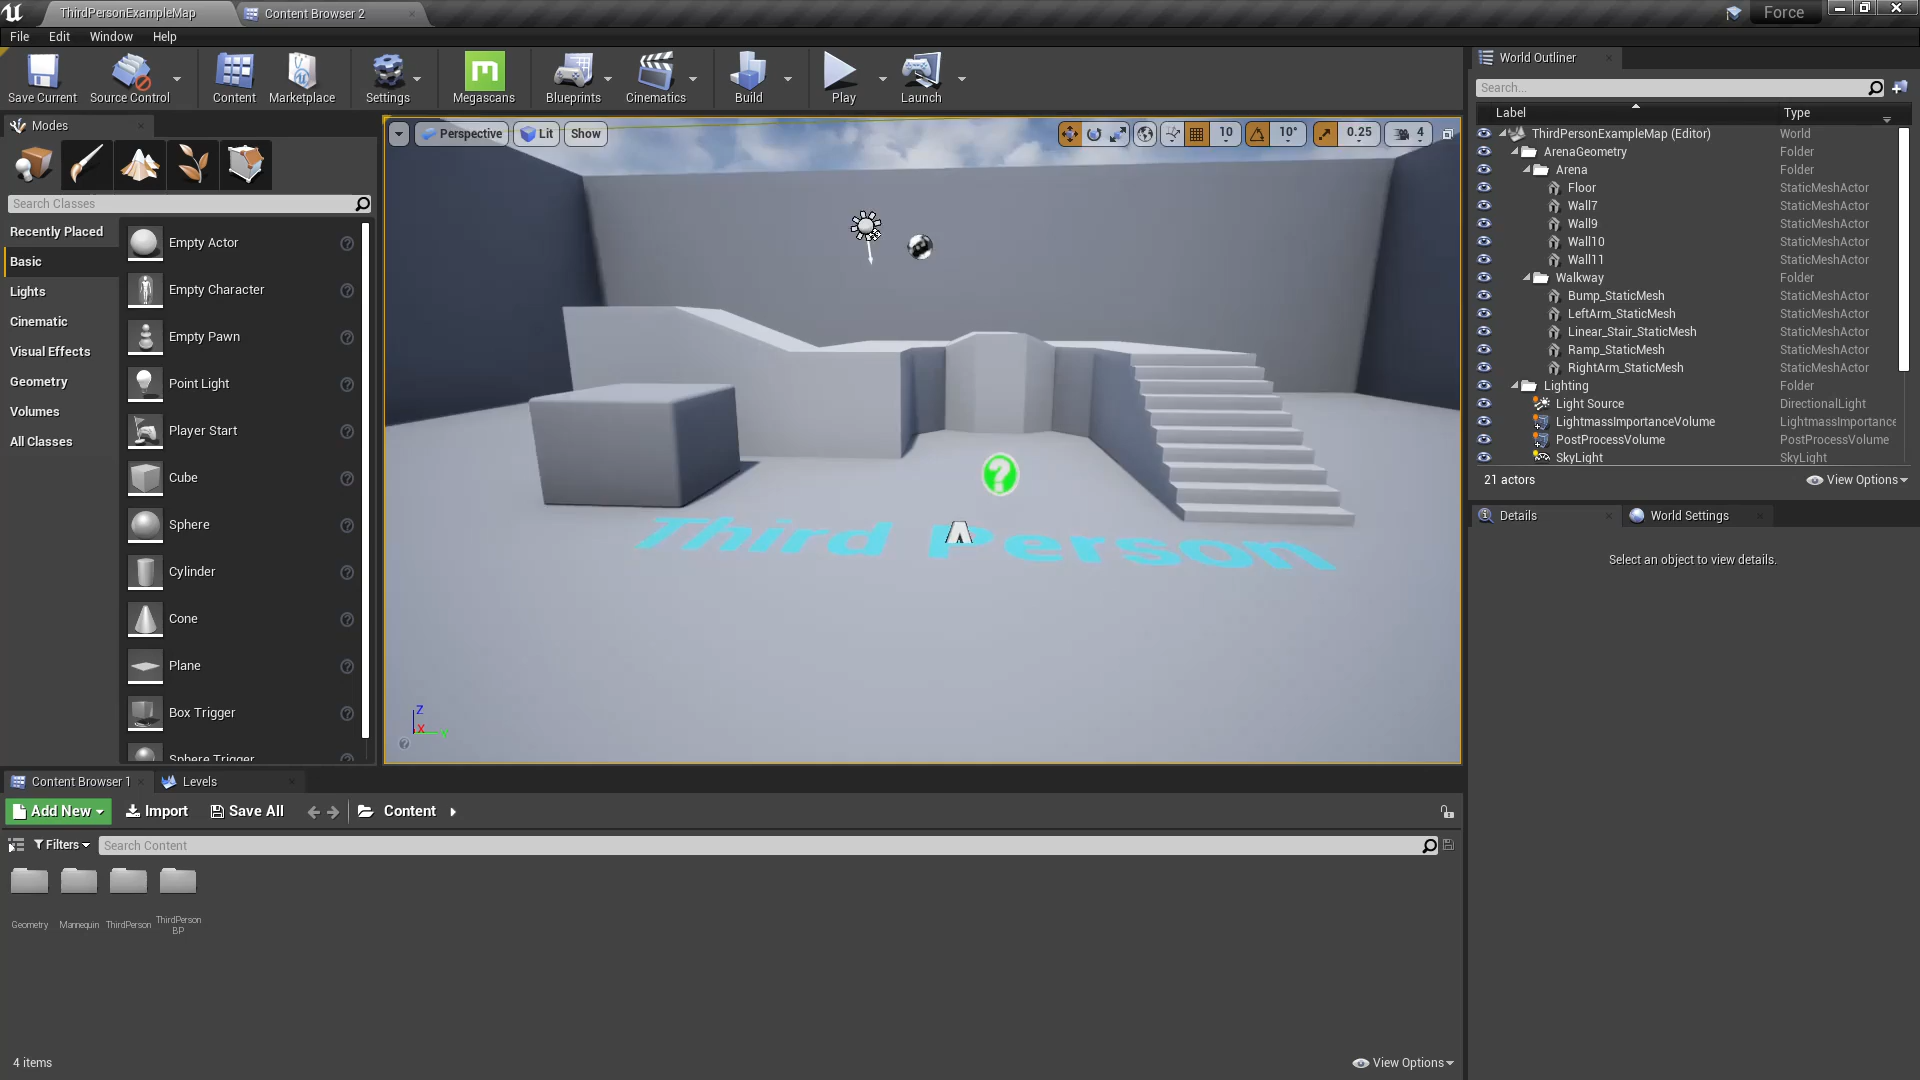 ThirdPersonExampleMap
Content Browser 2
Force
File Edit Window Help
Save Current
Source Control
Content
Marketplace
Settings
Megascans
Blueprints
Cinematics
Build
Play
Launch
Modes
Search Classes
Recently Placed
Basic
Lights
Cinematic
Visual Effects
Geometry
Volumes
All Classes
Empty Actor
Empty Character
Empty Pawn
Point Light
Player Start
Cube
Sphere
Cylinder
Cone
Plane
Box Trigger
Sphere Trigger
Perspective Lit Show
10 10° 0.25 4
Third Person
Z
X
Y
World Outliner
Search...
Label Type
ThirdPersonExampleMap (Editor) World
ArenaGeometry Folder
Arena Folder
Floor StaticMeshActor
Wall7 StaticMeshActor
Wall9 StaticMeshActor
Wall10 StaticMeshActor
Wall11 StaticMeshActor
Walkway Folder
Bump_StaticMesh StaticMeshActor
LeftArm_StaticMesh StaticMeshActor
Linear_Stair_StaticMesh StaticMeshActor
Ramp_StaticMesh StaticMeshActor
RightArm_StaticMesh StaticMeshActor
Lighting Folder
Light Source DirectionalLight
LightmassImportanceVolume LightmassImportance
PostProcessVolume PostProcessVolume
SkyLight SkyLight
21 actors View Options
Details World Settings
Select an object to view details.
Content Browser 1 Levels
Add New Import Save All Content
Filters Search Content
Geometry
Mannequin
ThirdPerson
ThirdPerson
BP
4 items View Options